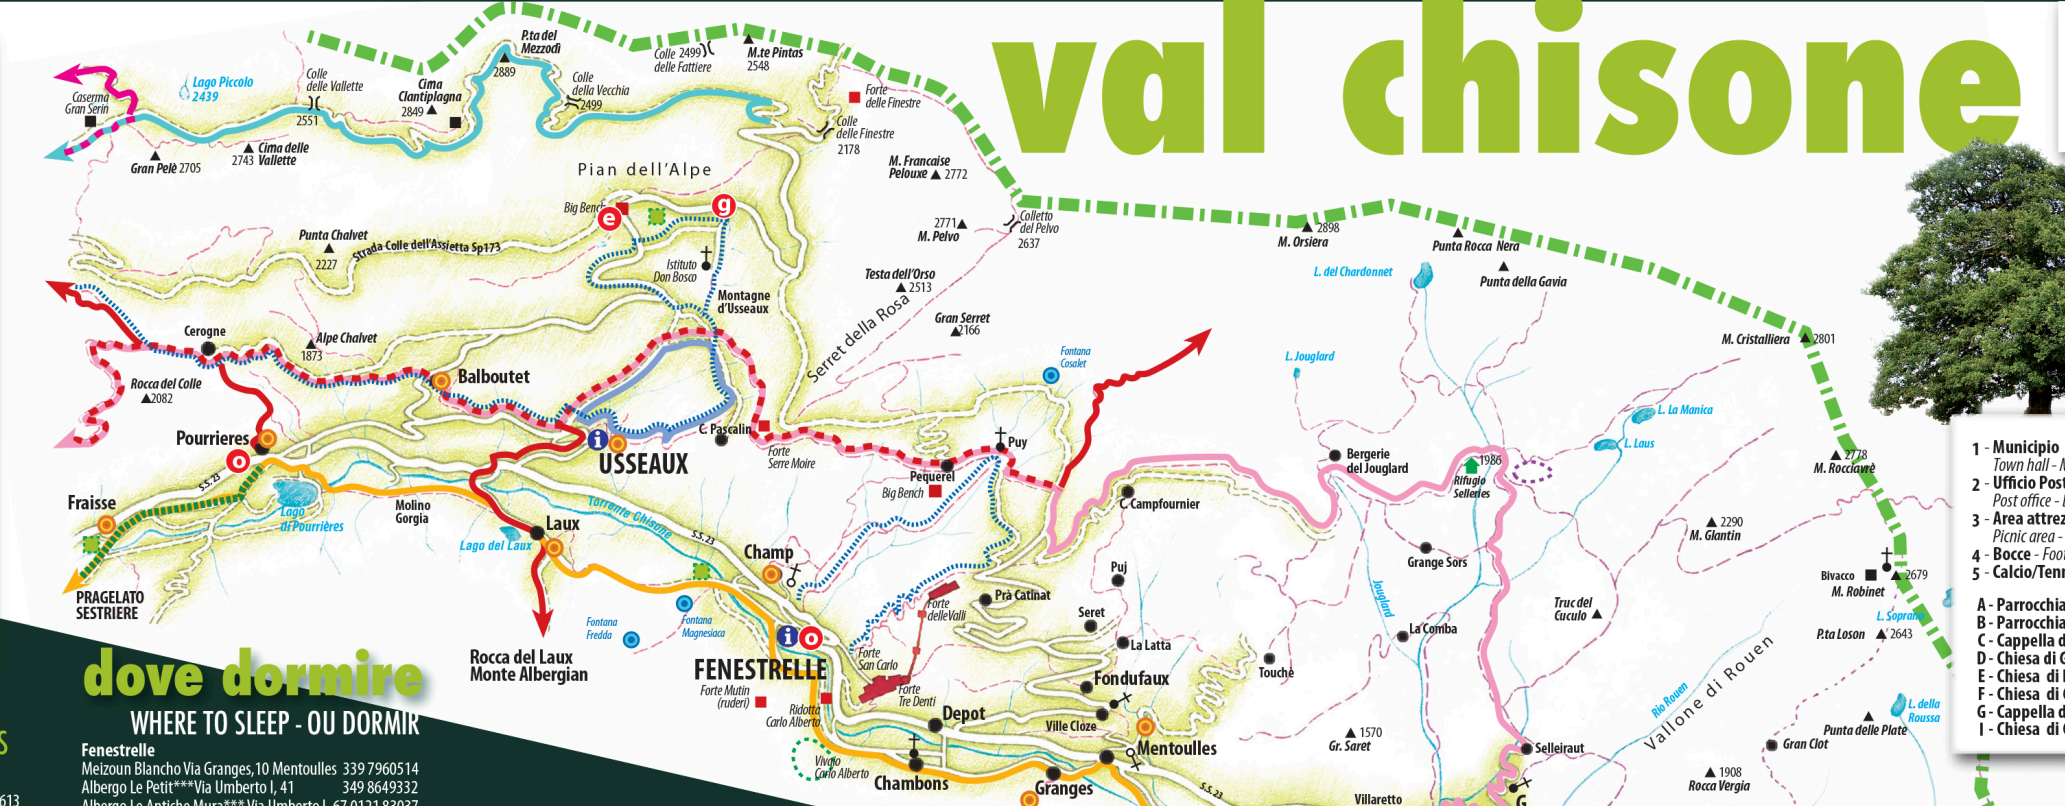 val chisone
P.ta del
Mezzodì
2889
Colle 2499
delle Fattiere
M.te Pintas
2548
Lago Piccolo
2439
Colle
delle Vallette
2551
Cima
Clantiplagna
2849
Colle
della Vecchia
2499
Caserma
Gran Serin
Forte
delle Finestre
Colle
delle Finestre
2178
Gran Pelè 2705
2743
Cima delle
Vallette
Pian dell'Alpe
M. Francaise
Pelouxe 2772
Big Bench
e
g
2771
M. Pelvo
Colletto
del Pelvo
2637
2898
M. Orsiera
Punta Rocca Nera
Punta della Gavia
L. del Chardonnet
Punta Chalvet
2227
Strada Colle dell'Assietta Sp173
Istituto
Don Bosco
Montagne
d'Usseaux
Testa dell'Orso
2513
Serret della Rosa
Gran Serret
2166
M. Cristalliera 2801
Cerogne
Alpe Chalvet
1873
Fontana
Cosalet
L. Jouglard
Rocca del Colle
2082
Balboutet
L. La Manica
L. Laus
Pourrieres
o
i
USSEAUX
C. Pascalin
Forte
Serre Moire
Puy
Pequerel
Big Bench
Bergerie
del Jouglard
1986
Rifugio
Selleries
2778
M. Rocciavrè
S.S.23
Fraisse
Lago
di Pourrières
Molino
Gorgia
Torrente Chisone
S.S.23
C. Campfournier
Laux
Lago del Laux
2290
M. Glantin
Champ
Grange Sors
Puj
Bivacco
M. Robinet
2679
PRAGELATO
SESTRIERE
Prà Catinat
Forte
delle Valli
Seret
Jouglard
Truc del
Cuculo
L. Soprano
Fontana
Fredda
Fontana
Magnesiaca
i
o
La Latta
La Comba
P.ta Loson 2643
Rocca del Laux
Monte Albergian
FENESTRELLE
Forte
San Carlo
Touchè
Fondufaux
Forte
Tre Denti
Forte Mutin
(ruderi)
Ridotta
Carlo Alberto
Rio Rouen
Vallone di Rouen
L. della
Roussa
Depot
Ville Cloze
Mentoulles
1570
Gr. Saret
Punta delle Plate
Selleiraut
Gran Clot
Vivaio
Carlo Alberto
Chambons
Granges
S.S.23
Villaretto
G
1908
Rocca Vergia
dove dormire
WHERE TO SLEEP - OU DORMIR
Fenestrelle
Meizoun Blancho Via Granges,10 Mentoulles 339 7960514
Albergo Le Petit***Via Umberto I, 41 349 8649332
Albergo Le Antiche Mura*** Via Umberto I, 67 0121 83037
S
613
1 - Municipio
Town hall - M
2 - Ufficio Post
Post office -
3 - Area attrez
Picnic area -
4 - Bocce - Foot
5 - Calcio/Tenn
A - Parrocchia
B - Parrocchia
C - Cappella d
D - Chiesa di G
E - Chiesa di
F - Chiesa di
G - Cappella d
I - Chiesa di